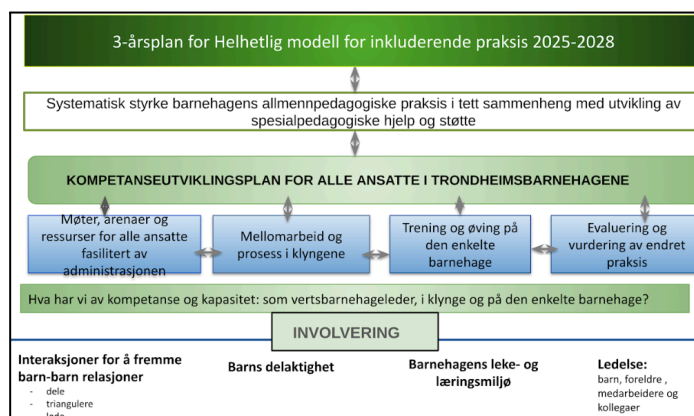 3-årsplan for Helhetlig modell for inkluderende praksis 2025-2028
Systematisk styrke barnehagens allmennpedagogiske praksis i tett sammenheng med utvikling av
spesialpedagogiske hjelp og støtte
KOMPETANSEUTVIKLINGSPLAN FOR ALLE ANSATTE I TRONDHEIMSBARNEHAGENE
Møter, arenaer og
ressurser for alle ansatte
fasilitert av
administrasjonen
Mellomarbeid og
prosess i klyngene
Trening og øving på
den enkelte
barnehage
Evaluering og
vurdering av endret
praksis
Hva har vi av kompetanse og kapasitet: som vertsbarnehageleder, i klynge og på den enkelte barnehage?
INVOLVERING
Interaksjoner for å fremme
barn-barn relasjoner
- dele
- triangulere
Barns delaktighet
Barnehagens leke- og
læringsmiljø
Ledelse:
barn, foreldre ,
medarbeidere og
kollegaer